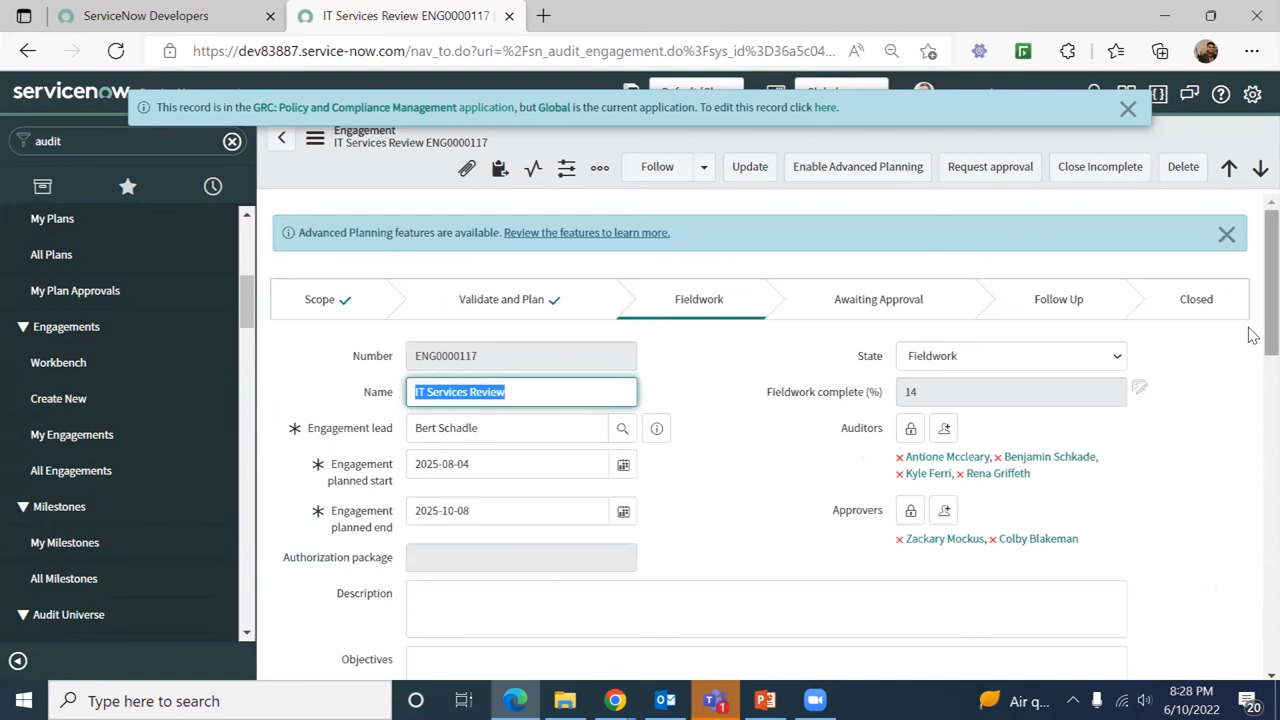 ServiceNow Developers
IT Services Review ENG0000117 |
https://dev83887.service-now.com/nav_to.do?uri=%2Fsn_audit_engagement.do%3Fsys_id%3D36a5c04...
servicenow
This record is in the GRC: Policy and Compliance Management application, but Global is the current application. To edit this record click here.
audit
Engagement
IT Services Review ENG0000117
Follow
Update
Enable Advanced Planning
Request approval
Close Incomplete
Delete
My Plans
All Plans
My Plan Approvals
Engagements
Workbench
Create New
My Engagements
All Engagements
Milestones
My Milestones
All Milestones
Audit Universe
Advanced Planning features are available. Review the features to learn more.
Scope
Validate and Plan
Fieldwork
Awaiting Approval
Follow Up
Closed
Number
ENG0000117
Name
IT Services Review
Engagement lead
Bert Schadle
Engagement
planned start
2025-08-04
Engagement
planned end
2025-10-08
Authorization package
Description
Objectives
State
Fieldwork
Fieldwork complete (%)
14
Auditors
Antione Mccleary, Benjamin Schkade,
Kyle Ferri, Rena Griffeth
Approvers
Zackary Mockus, Colby Blakeman
Type here to search
1
Air q...
8:28 PM
6/10/2022
20